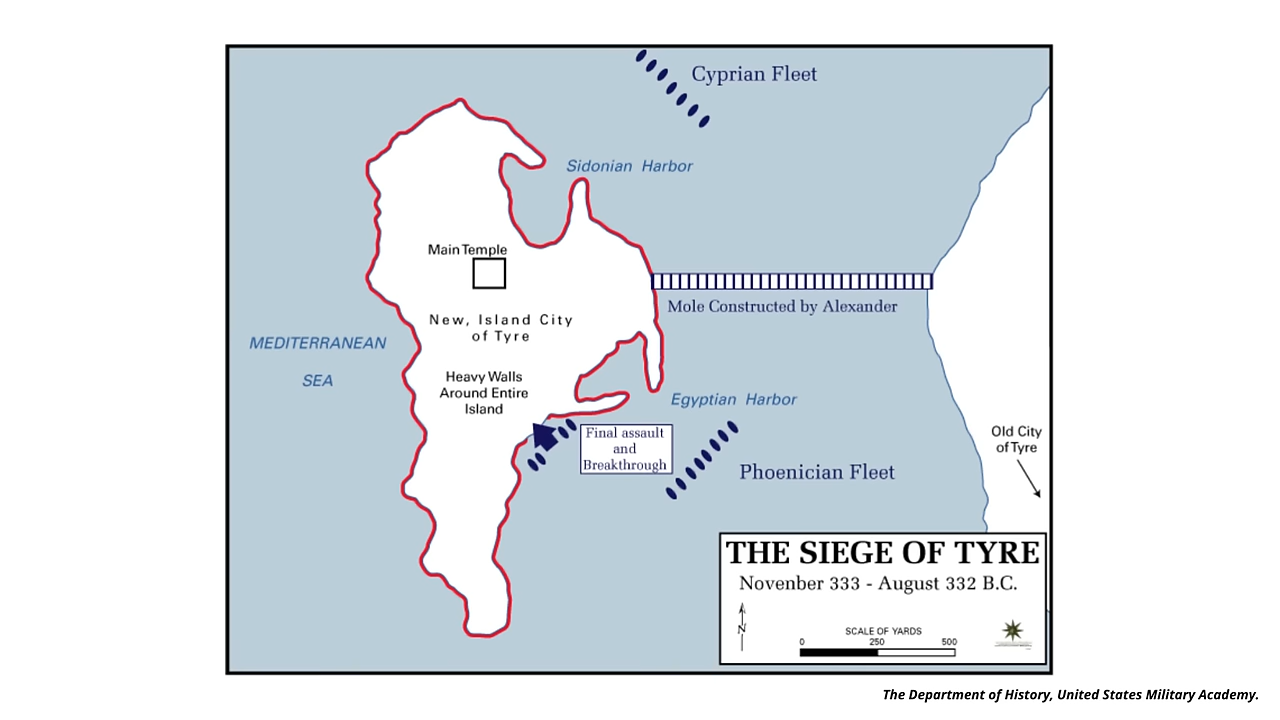 Cyprian Fleet
Sidonian Harbor
Main Temple
Mole Constructed by Alexander
New, Island City
of Tyre
MEDITERRANEAN
SEA
Heavy Walls
Around Entire
Island
Egyptian Harbor
Final assault
and
Breakthrough
Phoenician Fleet
Old City
of Tyre
THE SIEGE OF TYRE
Novenber 333 - August 332 B.C.
N
SCALE OF YARDS
0 250 500
The Department of History, United States Military Academy.